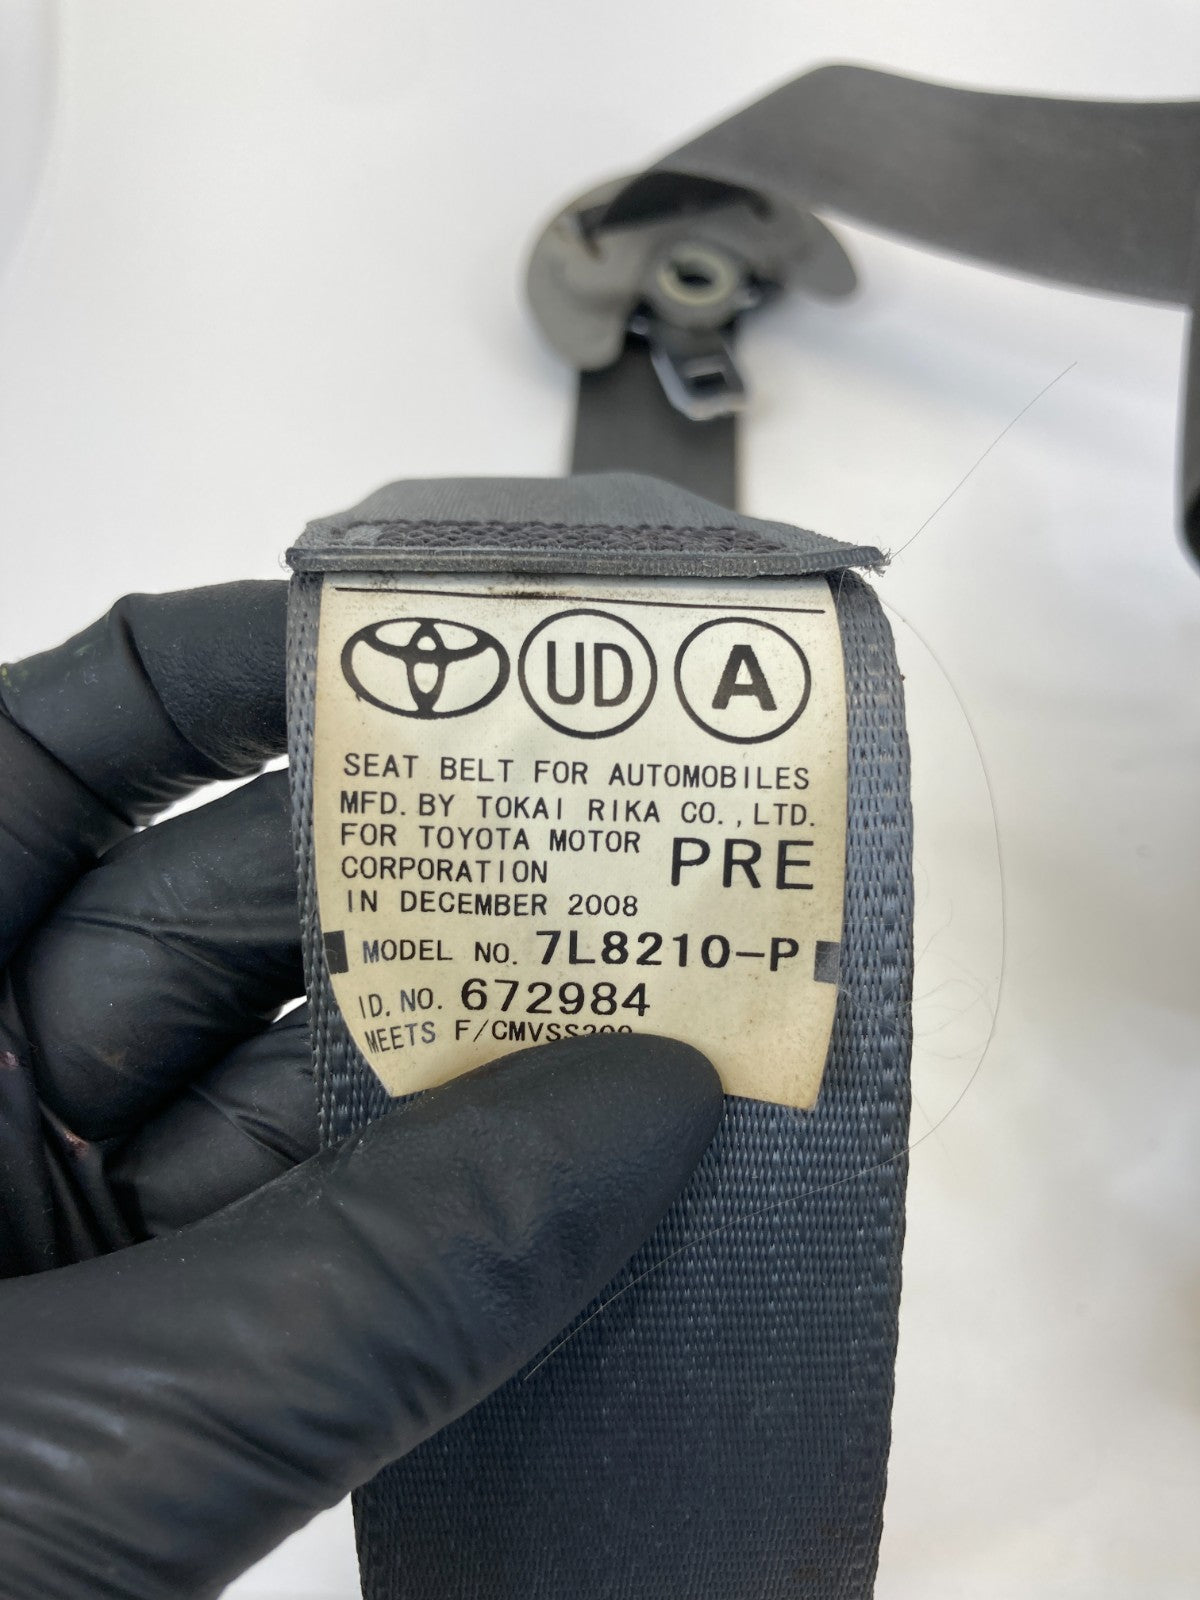 UD A
SEAT BELT FOR AUTOMOBILES
MFD. BY TOKAI RIKA CO., LTD.
FOR TOYOTA MOTOR
CORPORATION PRE
IN DECEMBER 2008
MODEL NO. 7L8210-P
ID. NO. 672984
MEETS